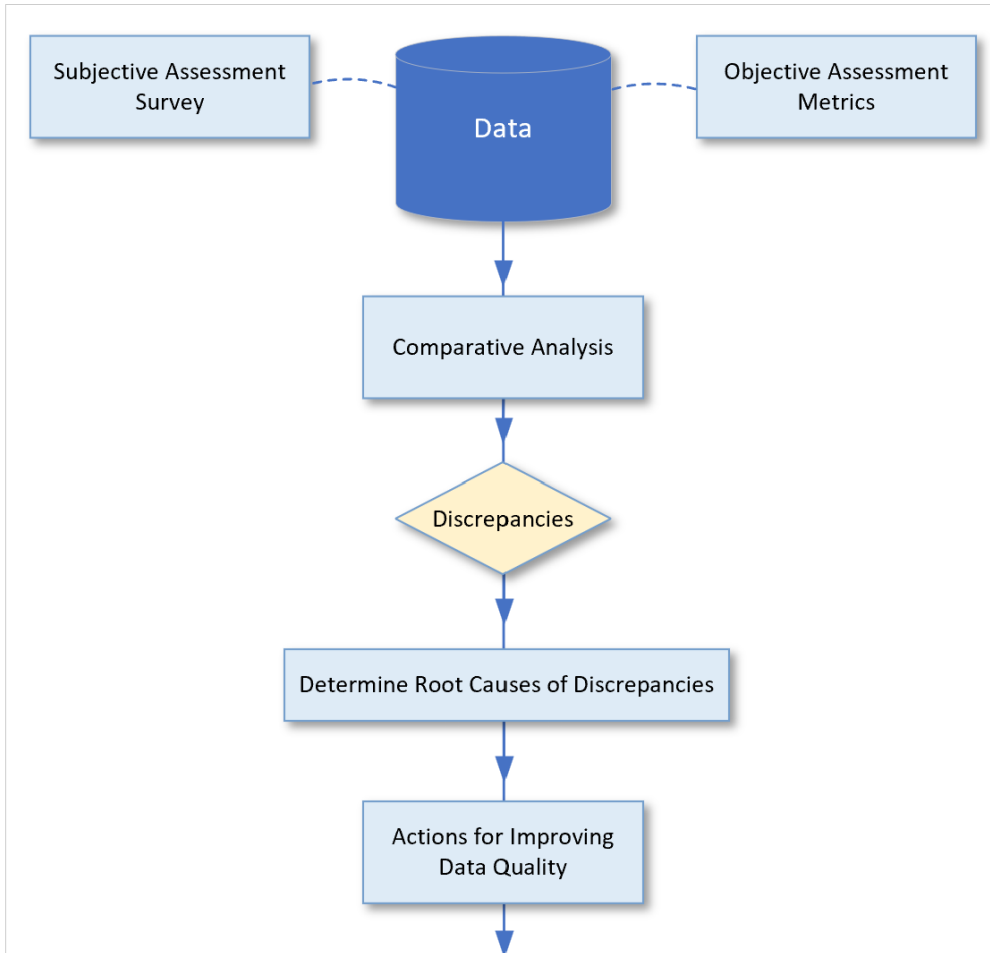 Subjective Assessment
Survey
Data
Objective Assessment
Metrics
Comparative Analysis
Discrepancies
Determine Root Causes of Discrepancies
Actions for Improving
Data Quality